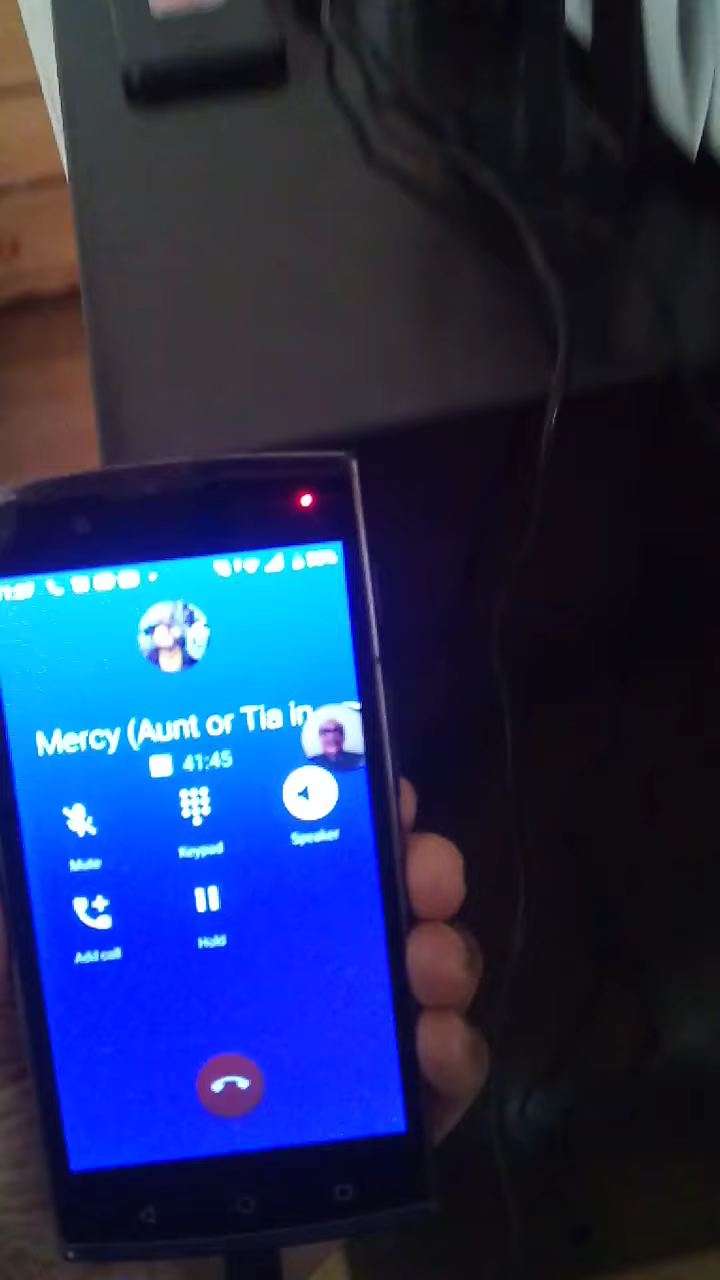 Mercy (Aunt or Tia in
41:45
Mute
Keypad
Speaker
Add call
Hold